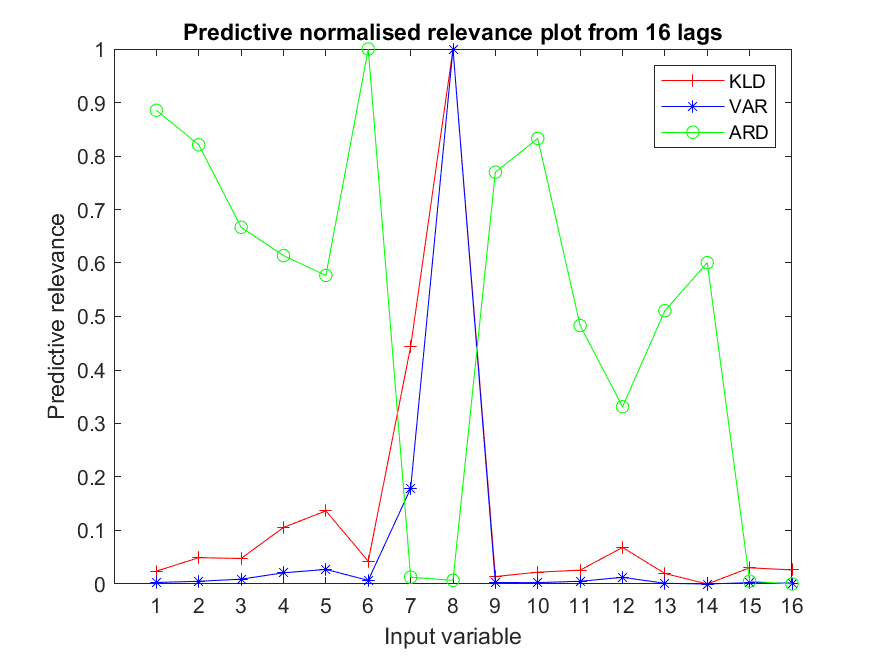 Predictive normalised relevance plot from 16 lags
KLD
VAR
ARD
Predictive relevance
1
0.9
0.8
0.7
0.6
0.5
0.4
0.3
0.2
0.1
0
1 2 3 4 5 6 7 8 9 10 11 12 13 14 15 16
Input variable